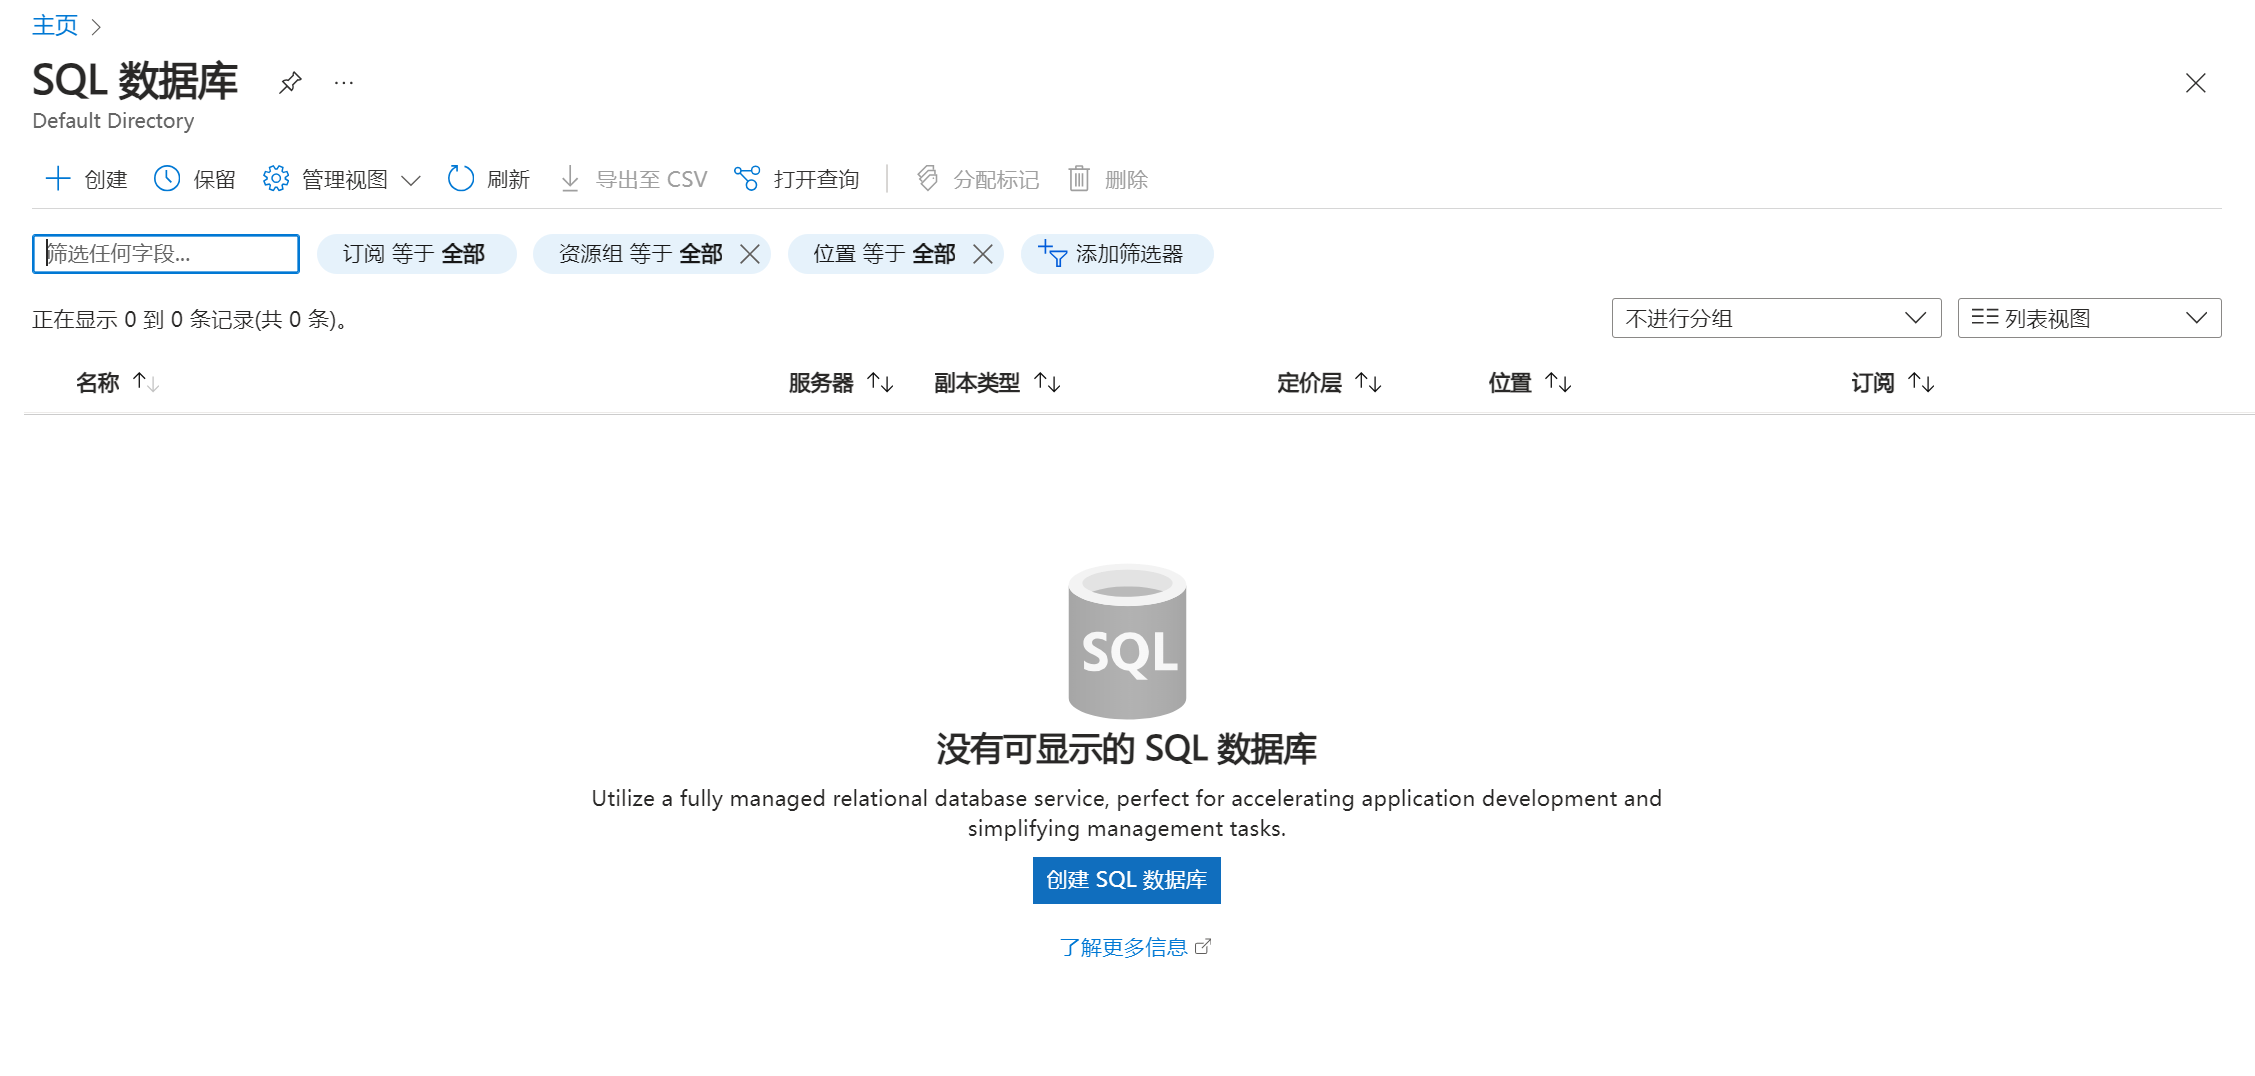 主页
SQL 数据库
Default Directory
创建 保留 管理视图 刷新 导出至 CSV 打开查询 分配标记 删除
筛选任何字段... 订阅 等于 全部 资源组 等于 全部 位置 等于 全部 添加筛选器
正在显示 0 到 0 条记录(共 0 条)。 不进行分组 列表视图
名称 服务器 副本类型 定价层 位置 订阅
SQL
没有可显示的 SQL 数据库
Utilize a fully managed relational database service, perfect for accelerating application development and
simplifying management tasks.
创建 SQL 数据库
了解更多信息